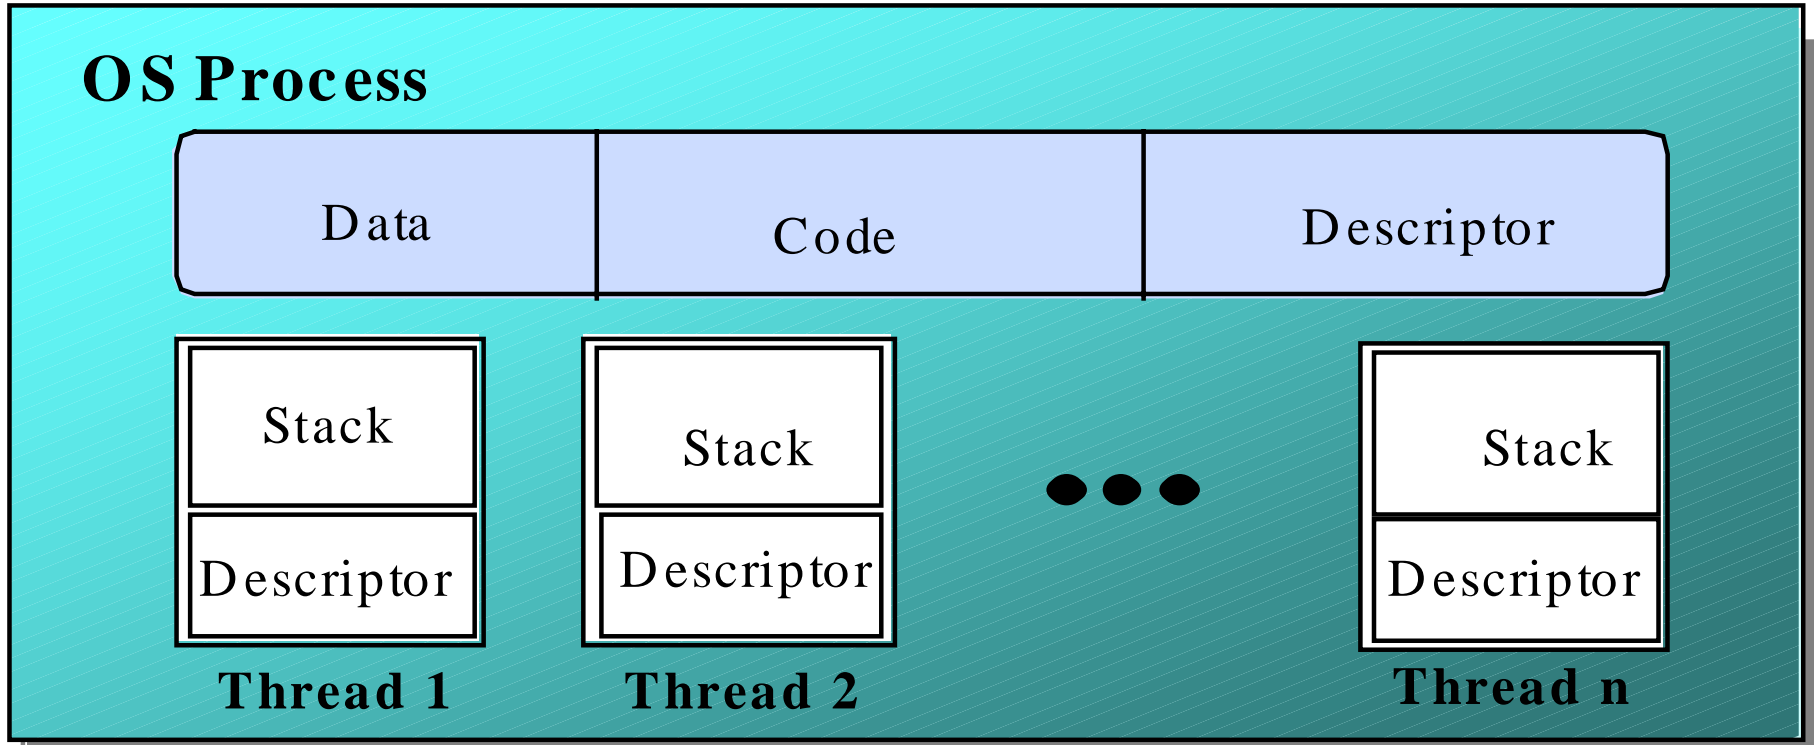 OS Process
Data Code Descriptor
Stack Stack Stack
Descriptor Descriptor Descriptor
Thread 1 Thread 2 Thread n